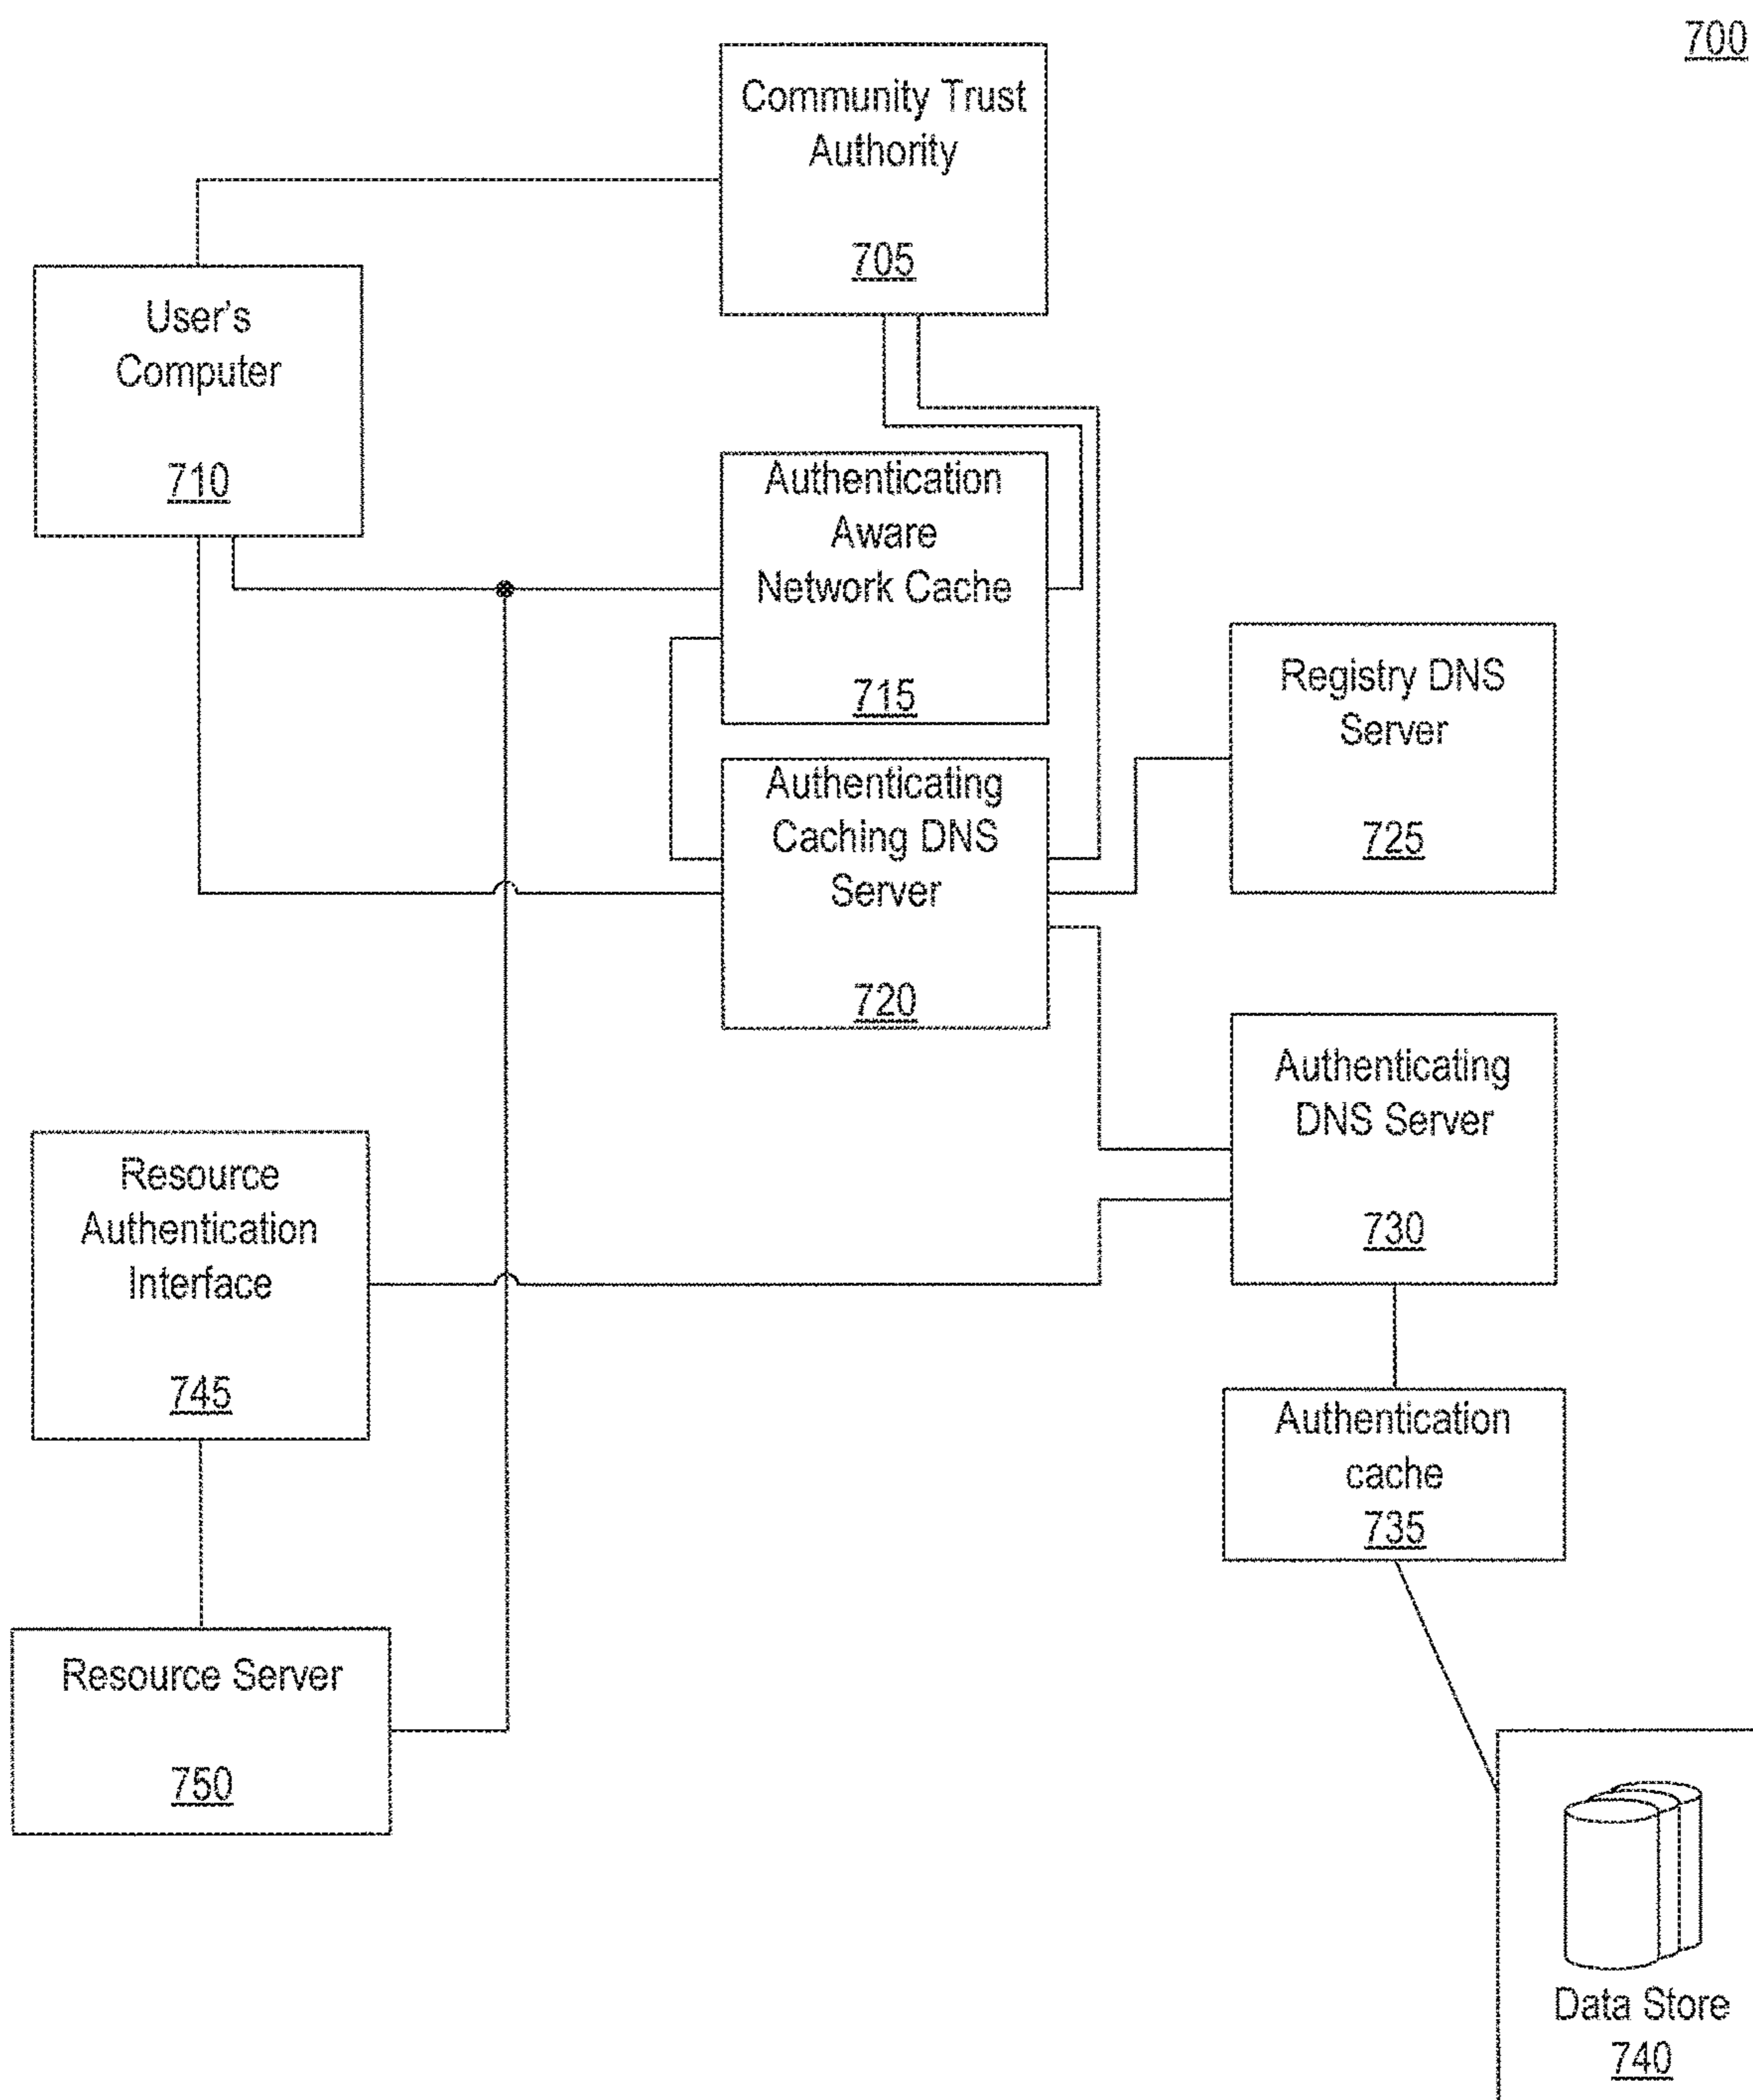 700
Community Trust
Authority
705
User's
Computer
710
Authentication
Aware
Network Cache
715
Registry DNS
Server
725
Authenticating
Caching DNS
Server
720
Authenticating
DNS Server
730
Resource
Authentication
Interface
745
Authentication
cache
735
Resource Server
750
Data Store
740